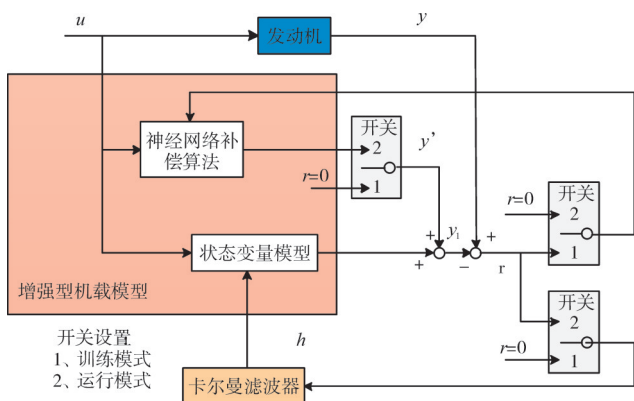 u
发动机
y
神经网络补
偿算法
开关
2
1
r=0
y’
状态变量模型
+
+
y₁
−
+
r
r=0
开关
2
1
增强型机载模型
开关设置
1、训练模式
2、运行模式
h
卡尔曼滤波器
开关
2
1
r=0